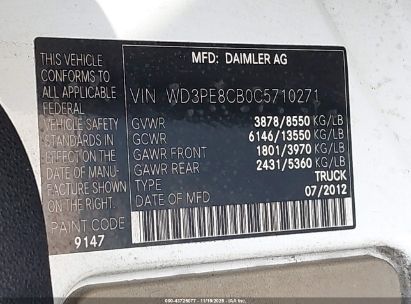 MFD: DAIMLER AG
THIS VEHICLE
CONFORMS TO
ALL APPLICABLE
FEDERAL
VEHICLE SAFETY
STANDARDS IN
EFFECT ON THE
DATE OF MANU-
FACTURE SHOWN
ON THE RIGHT.
PAINT CODE
9147
VIN WD3PE8CB0C5710271
GVWR 3878/8550 KG/LB
GCWR 6146/13550 KG/LB
GAWR FRONT 1801/3970 KG/LB
GAWR REAR 2431/5360 KG/LB
TYPE TRUCK
DATE OF MFD 07/2012